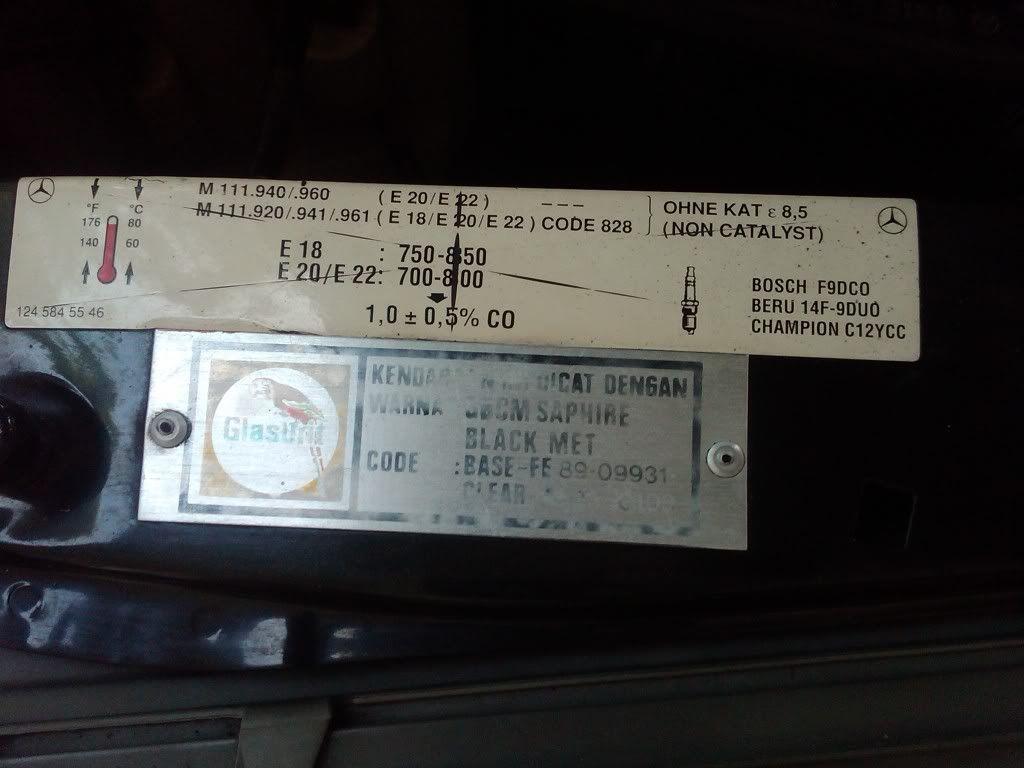 M 111.940/.960 ( E 20/E 22 ) ---
M 111.920/.941/.961 ( E 18/E 20/E 22 ) CODE 828
OHNE KAT ε 8,5
(NON CATALYST)
°F °C
176 80
140 60
E 18 : 750-850
E 20/E 22: 700-800
1,0 ± 0,5% CO
BOSCH F9DCO
BERU 14F-9DUO
CHAMPION C12YCC
124 584 55 46
Glasurit
DICAT DENGAN
WARNA SAPHIRE
BLACK MET
CODE :BASE-FE 89-09931
CLEAR